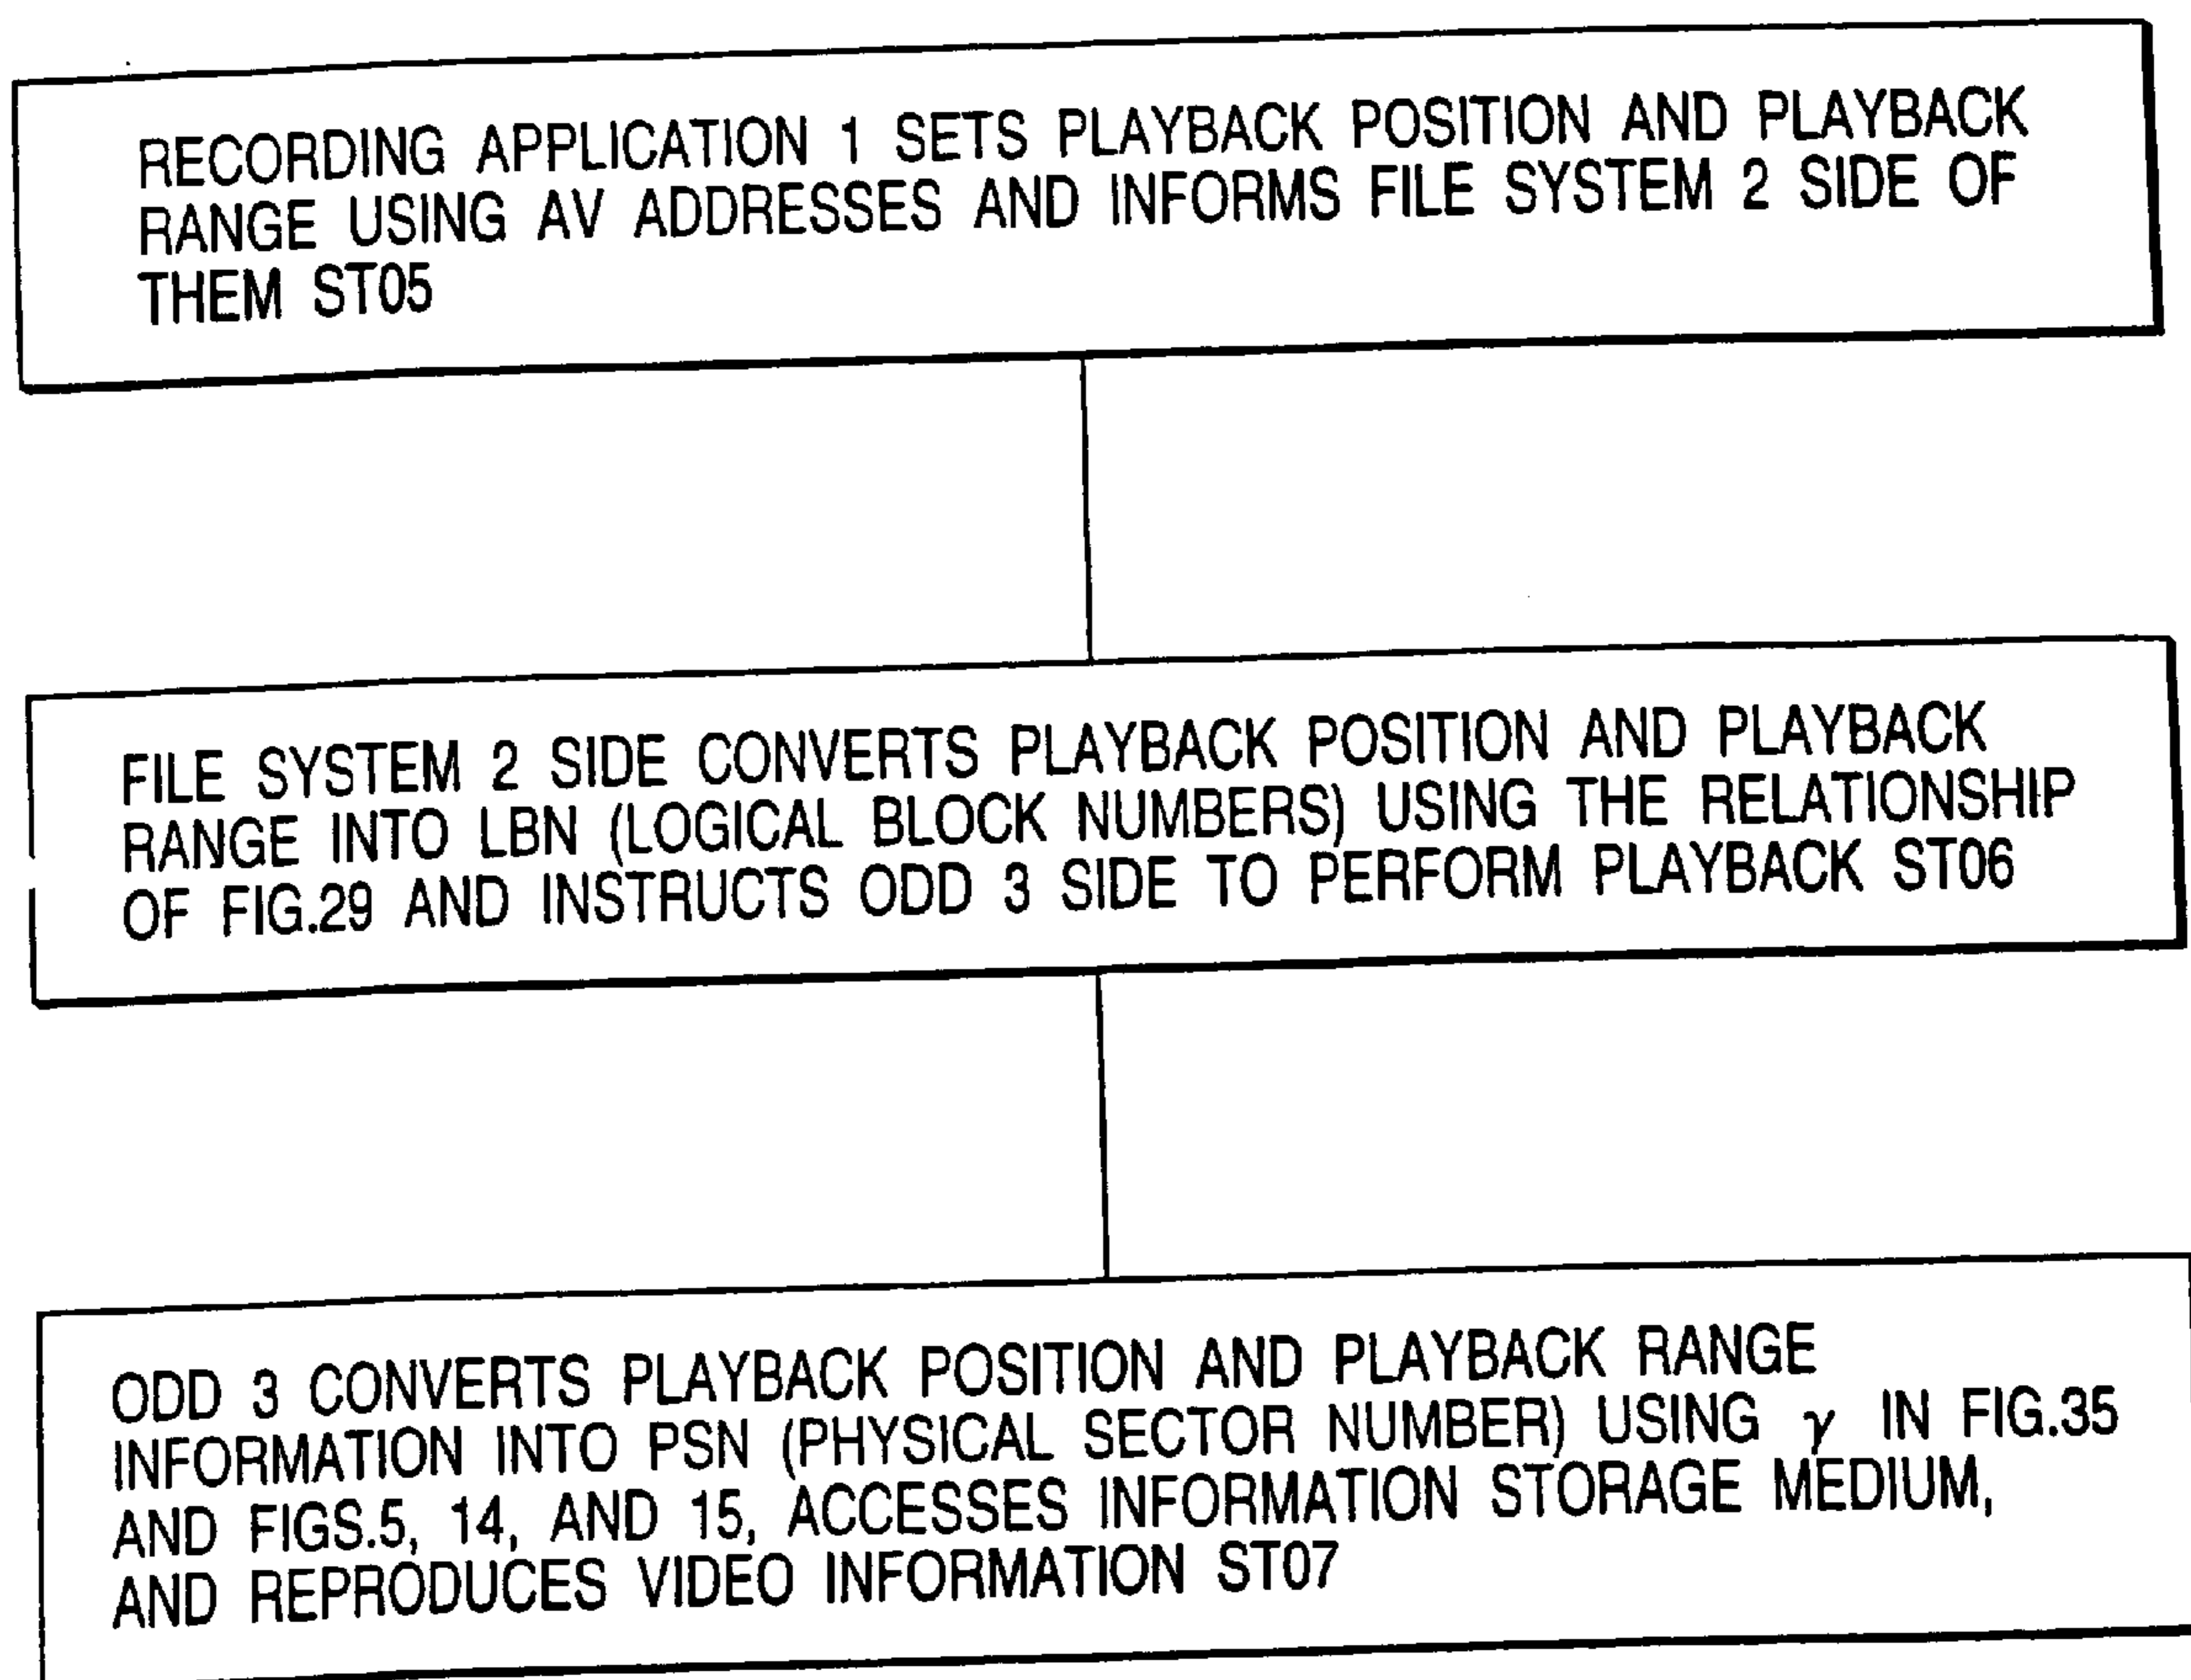 RECORDING APPLICATION 1 SETS PLAYBACK POSITION AND PLAYBACK
RANGE USING AV ADDRESSES AND INFORMS FILE SYSTEM 2 SIDE OF
THEM ST05
FILE SYSTEM 2 SIDE CONVERTS PLAYBACK POSITION AND PLAYBACK
RANGE INTO LBN (LOGICAL BLOCK NUMBERS) USING THE RELATIONSHIP
OF FIG.29 AND INSTRUCTS ODD 3 SIDE TO PERFORM PLAYBACK ST06
ODD 3 CONVERTS PLAYBACK POSITION AND PLAYBACK RANGE
INFORMATION INTO PSN (PHYSICAL SECTOR NUMBER) USING γ IN FIG.35
AND FIGS.5, 14, AND 15, ACCESSES INFORMATION STORAGE MEDIUM,
AND REPRODUCES VIDEO INFORMATION ST07